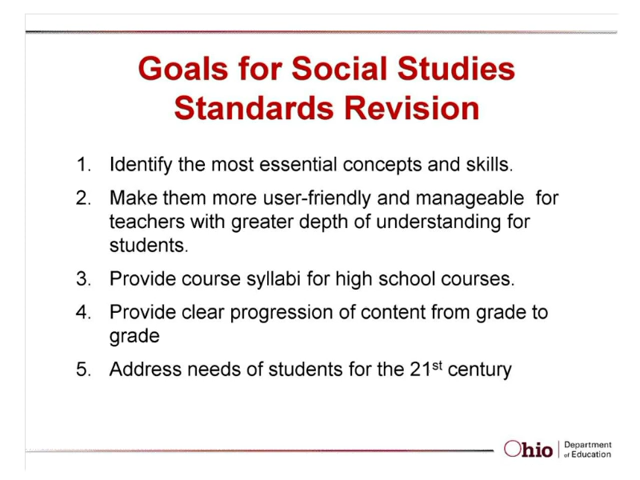 Goals for Social Studies
Standards Revision
1. Identify the most essential concepts and skills.
2. Make them more user-friendly and manageable for
teachers with greater depth of understanding for
students.
3. Provide course syllabi for high school courses.
4. Provide clear progression of content from grade to
grade
5. Address needs of students for the 21st century
Ohio Department
of Education